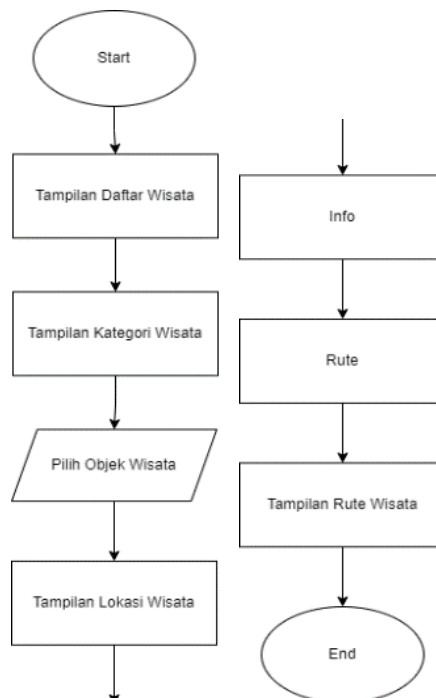 Start
Tampilan Daftar Wisata
Tampilan Kategori Wisata
Pilih Objek Wisata
Tampilan Lokasi Wisata
Info
Rute
Tampilan Rute Wisata
End